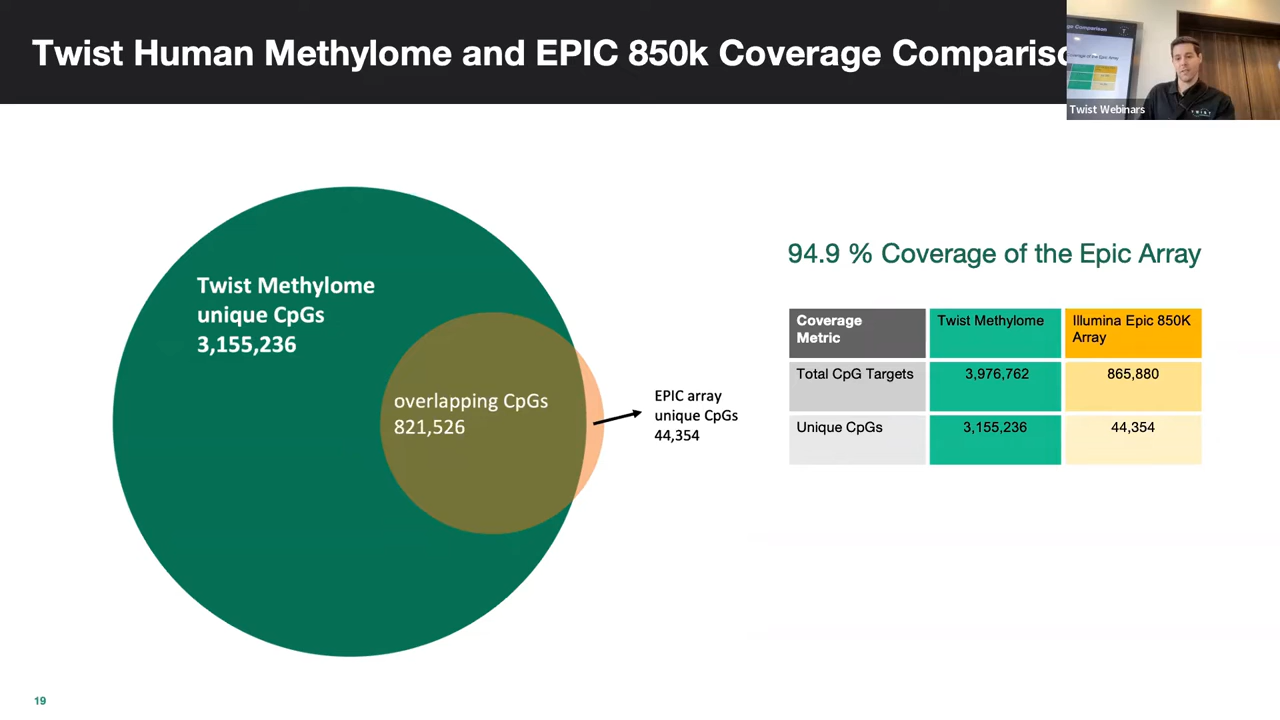 Twist Human Methylome and EPIC 850k Coverage Comparisc
Twist Webinars
TWIST
Twist Methylome
unique CpGs
3,155,236
overlapping CpGs
821,526
EPIC array
unique CpGs
44,354
94.9 % Coverage of the Epic Array
Coverage Metric
Twist Methylome
Illumina Epic 850K Array
Total CpG Targets
3,976,762
865,880
Unique CpGs
3,155,236
44,354
19